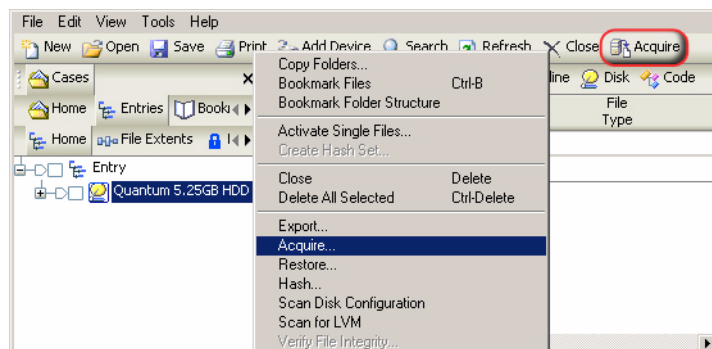 File Edit View Tools Help
New Open Save Print Add Device Search Refresh Close Acquire
Cases
line Disk Code
Home Entries
File
Type
Home File Extents
Entry
Quantum 5.25GB HDD
Copy Folders...
Bookmark Files Ctrl-B
Bookmark Folder Structure
Activate Single Files...
Create Hash Set...
Close Delete
Delete All Selected Ctrl-Delete
Export...
Acquire...
Restore...
Hash...
Scan Disk Configuration
Scan for LVM
Verify File Integrity...